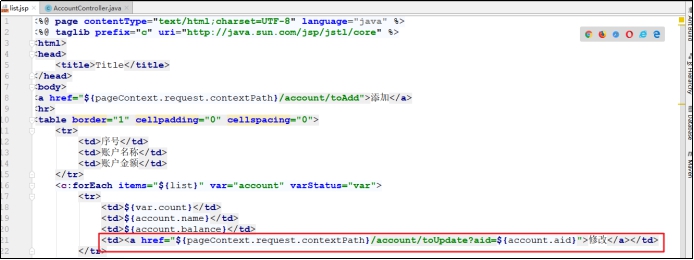 list.jsp AccountController.java
1 <%@ page contentType="text/html;charset=UTF-8" language="java" %>
2 <%@ taglib prefix="c" uri="http://java.sun.com/jsp/jstl/core" %>
3 <html>
4 <head>
5 <title>Title</title>
6 </head>
7 <body>
8 <a href="${pageContext.request.contextPath}/account/toAdd">添加</a>
9 <hr>
10 <table border="1" cellpadding="0" cellspacing="0">
11 <tr>
12 <td>序号</td>
13 <td>账户名称</td>
14 <td>账户金额</td>
15 </tr>
16 <c:forEach items="${list}" var="account" varStatus="var">
17 <tr>
18 <td>${var.count}</td>
19 <td>${account.name}</td>
20 <td>${account.balance}</td>
21 <td><a href="${pageContext.request.contextPath}/account/toUpdate?aid=${account.aid}">修改</a></td>
22 </tr>
Hierarchy
Database
Maven